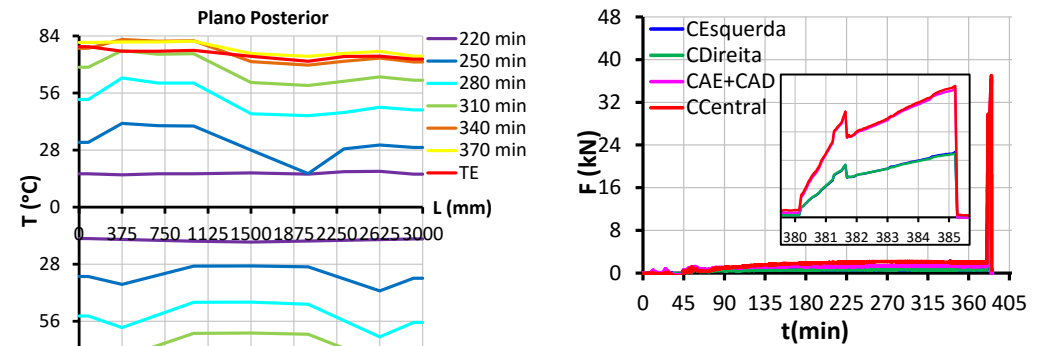 Plano Posterior
84
56
28
0
28
56
T (°C)
0 375 750 1125 1500 1875 2250 2625 3000
L (mm)
220 min
250 min
280 min
310 min
340 min
370 min
TE
48
40
32
24
16
8
0
F (kN)
CEsquerda
CDireita
CAE+CAD
CCentral
380 381 382 383 384 385
0 45 90 135 180 225 270 315 360 405
t(min)